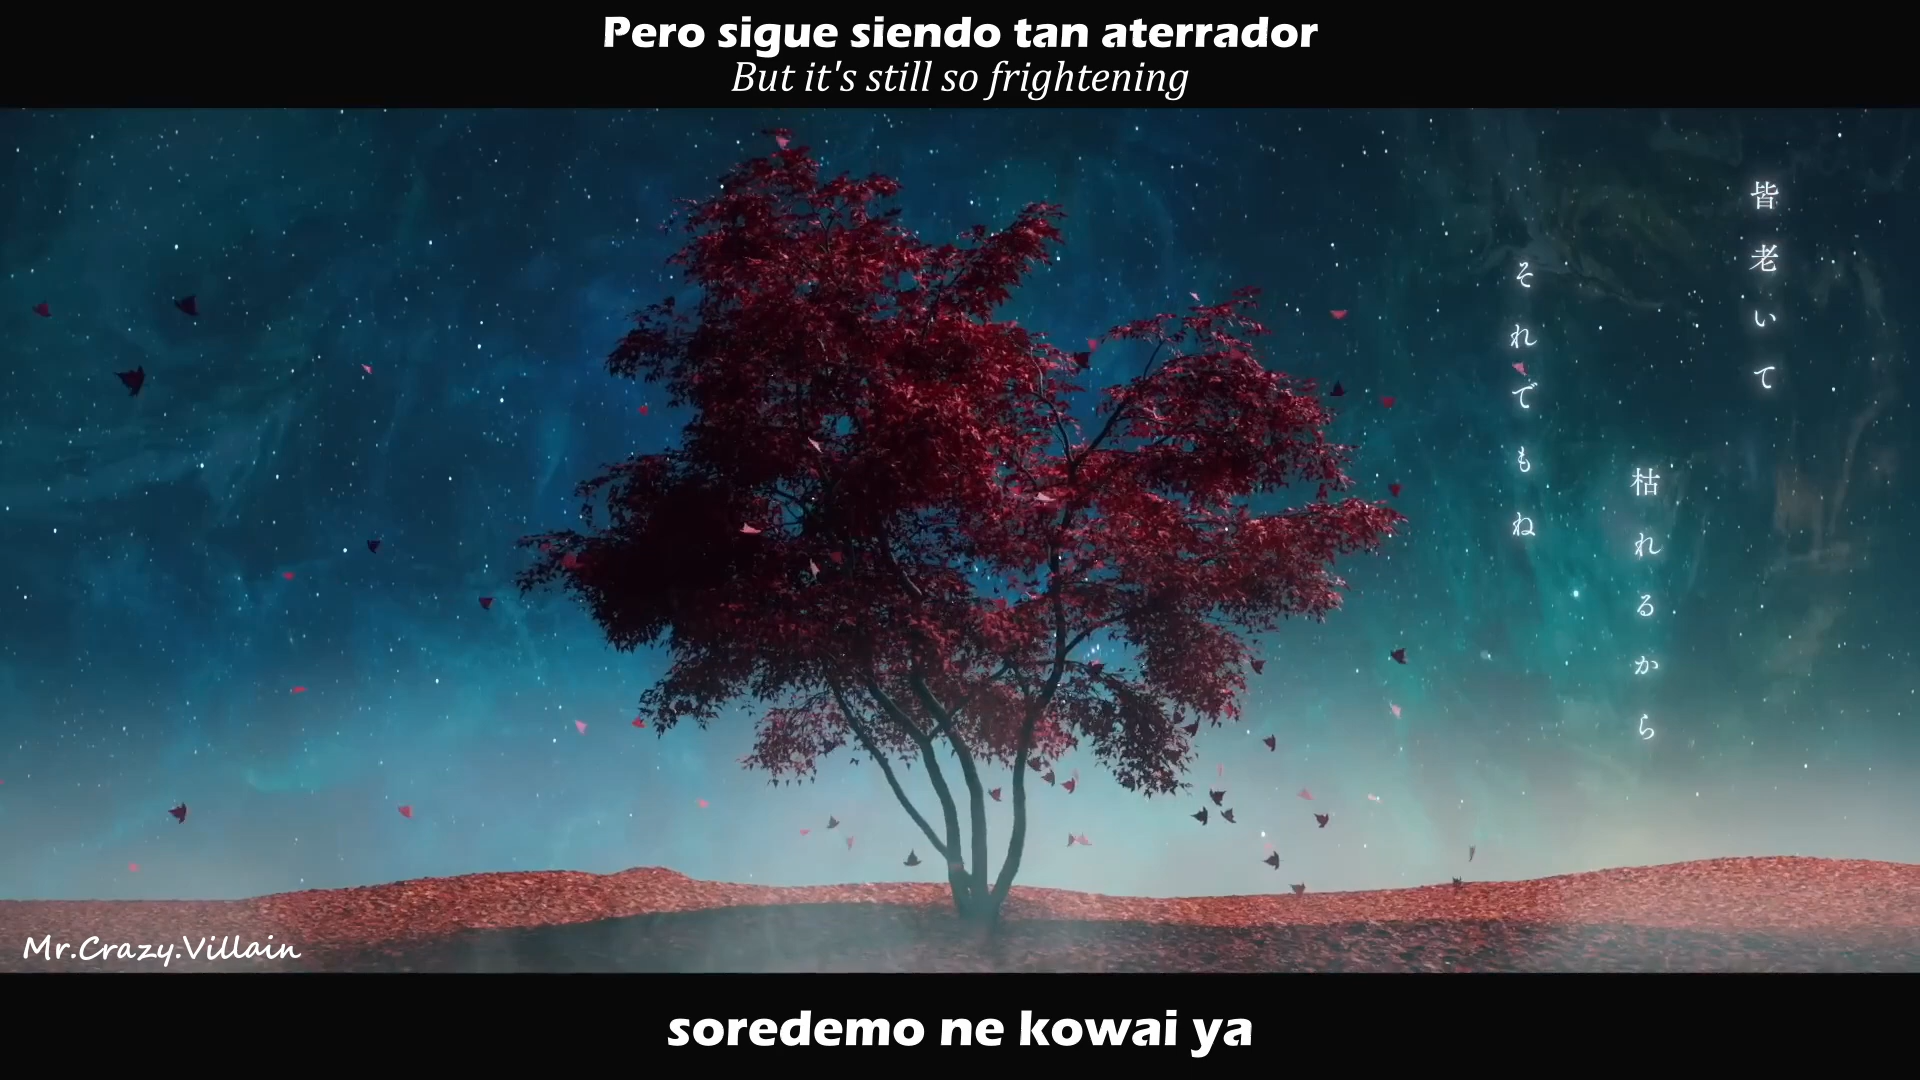 Pero sigue siendo tan aterrador
But it's still so frightening
皆老いて
枯れるから
それでもね
Mr.Crazy.Villain
soredemo ne kowai ya